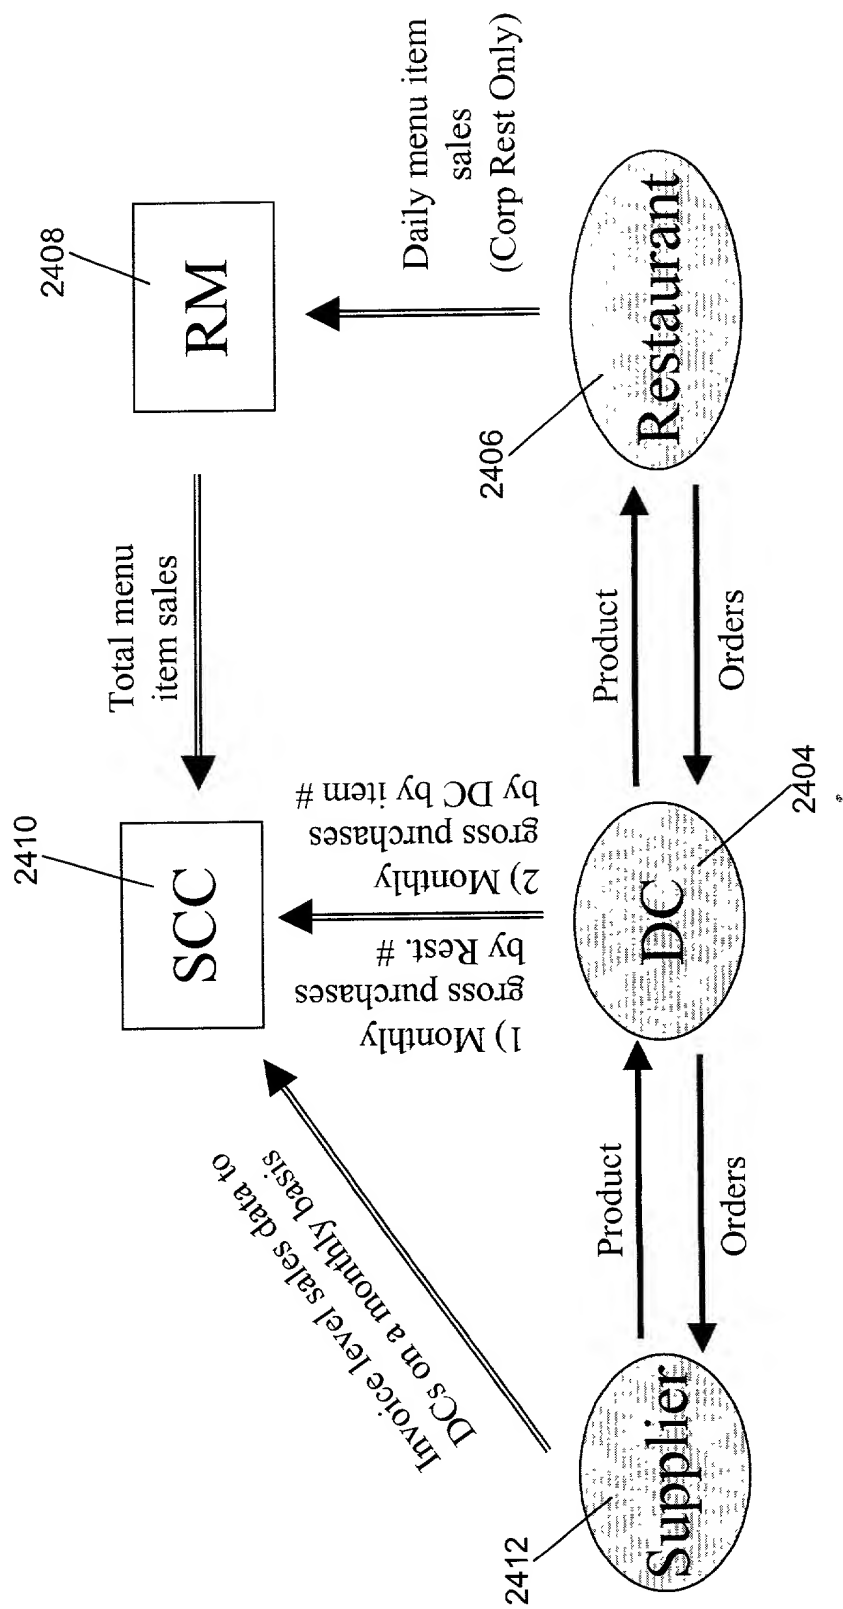 2408
RM
Daily menu item
sales
(Corp Rest Only)
2406
Restaurant
Total menu
item sales
Product
Orders
2410
SCC
1) Monthly
gross purchases
by Rest. #
2) Monthly
gross purchases
by DC by item #
DC
2404
Invoice level sales data to
DCs on a monthly basis
Product
Orders
Supplier
2412